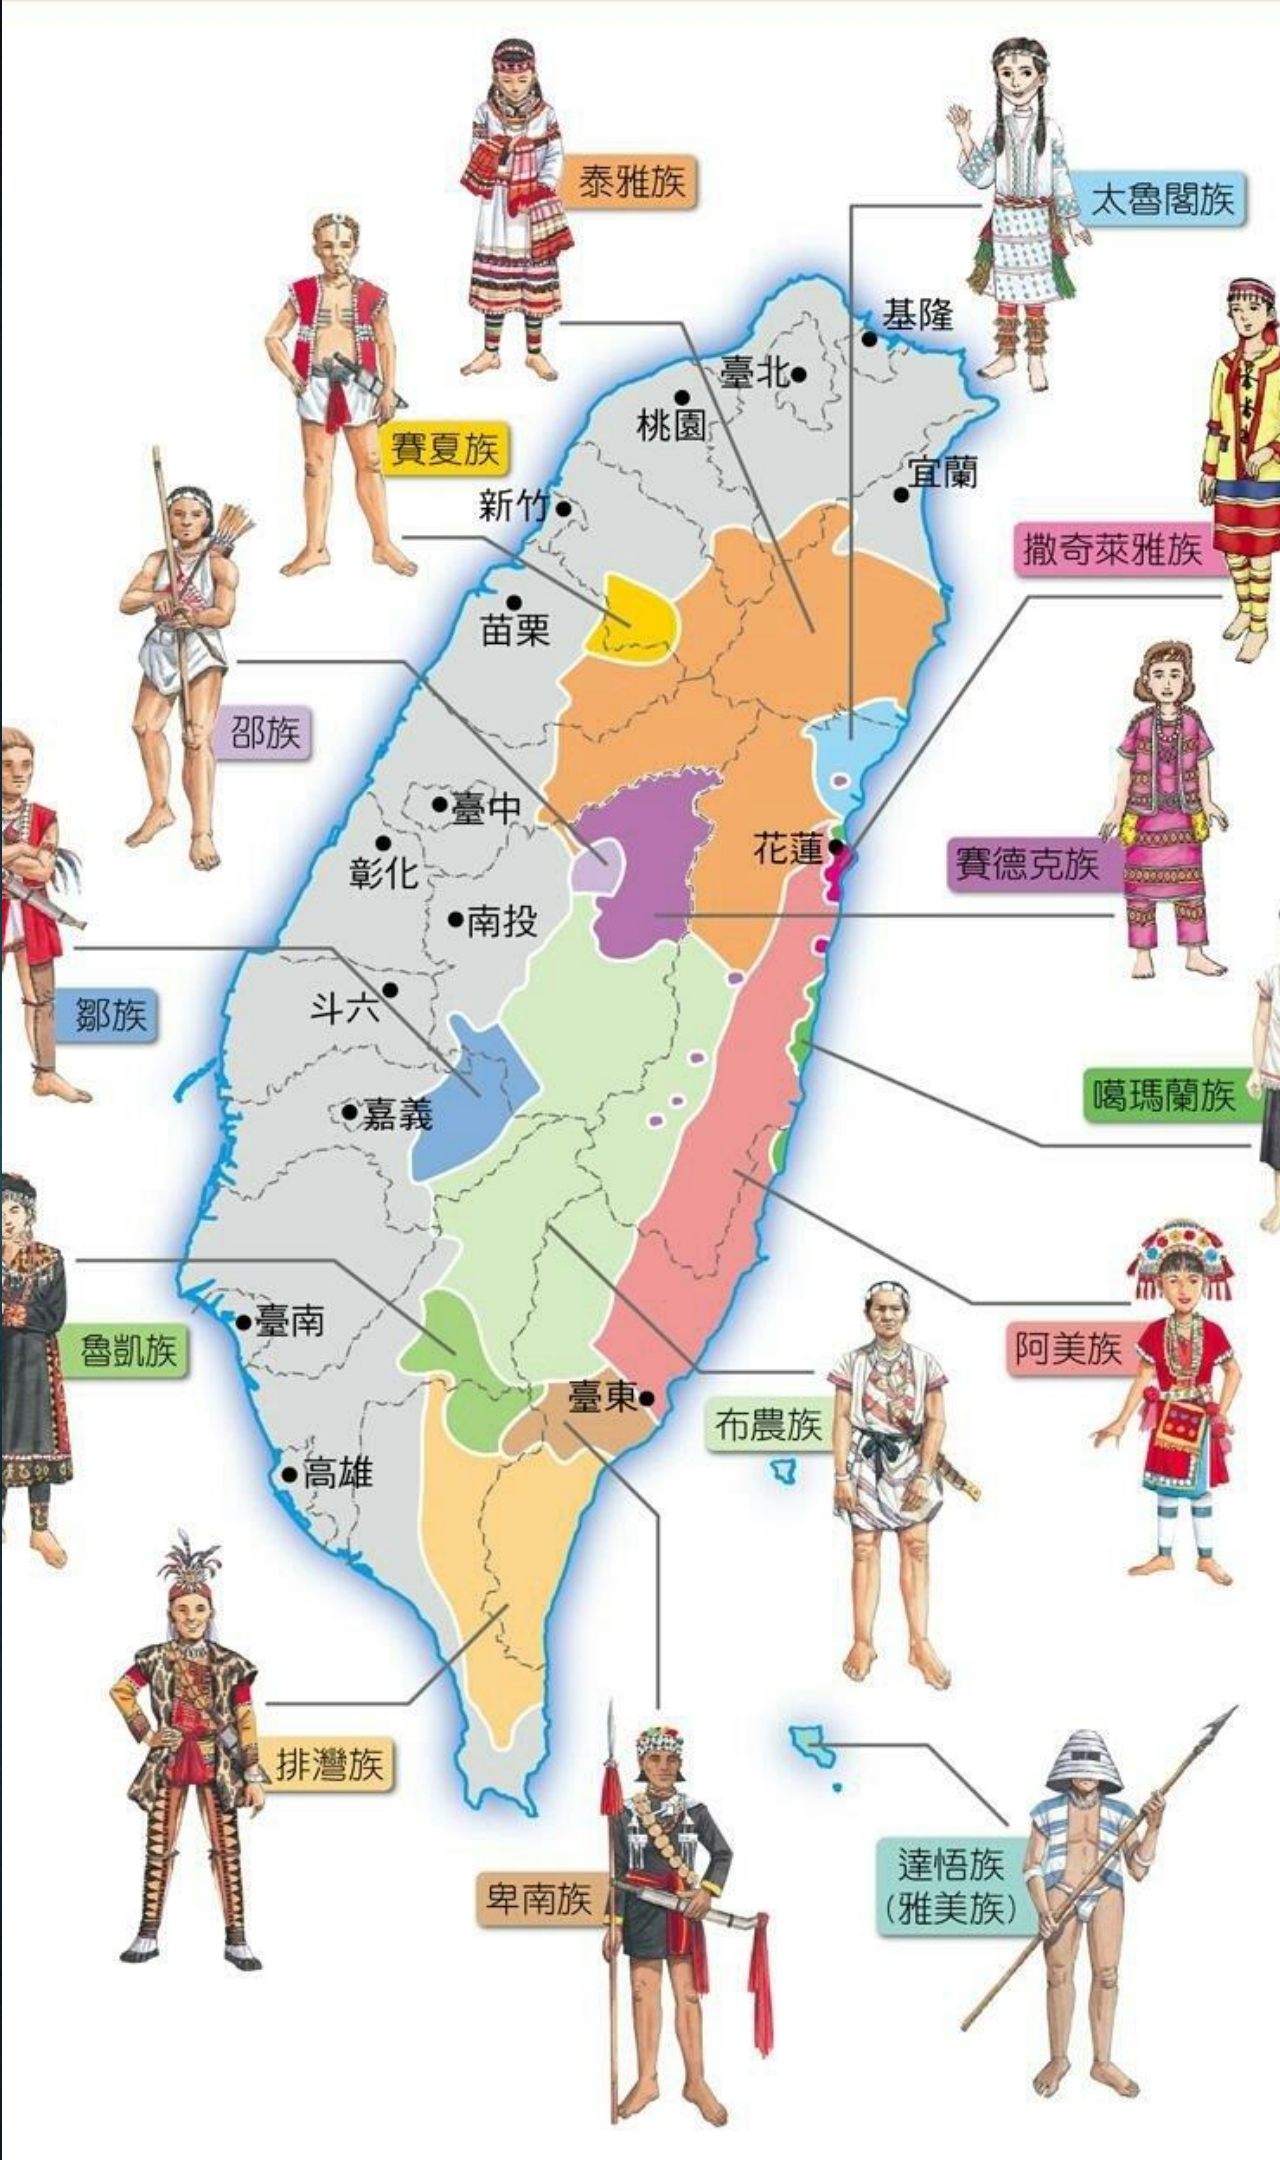 泰雅族
太魯閣族
基隆
臺北
桃園
賽夏族
宜蘭
新竹
撒奇萊雅族
苗栗
邵族
臺中
花蓮
彰化
賽德克族
南投
斗六
鄒族
噶瑪蘭族
嘉義
臺南
魯凱族
阿美族
臺東
布農族
高雄
排灣族
卑南族
達悟族
(雅美族)